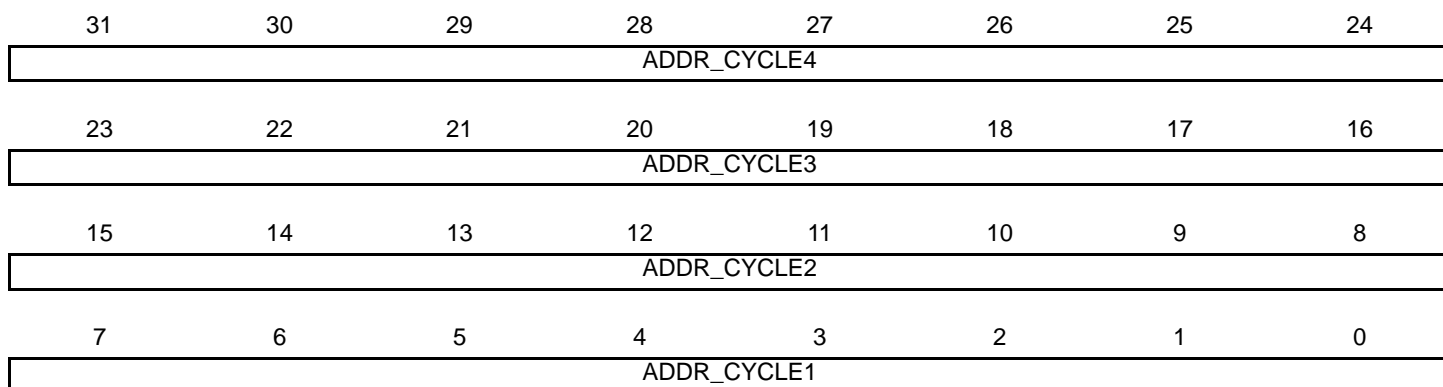 31 30 29 28 27 26 25 24
ADDR_CYCLE4
23 22 21 20 19 18 17 16
ADDR_CYCLE3
15 14 13 12 11 10 9 8
ADDR_CYCLE2
7 6 5 4 3 2 1 0
ADDR_CYCLE1